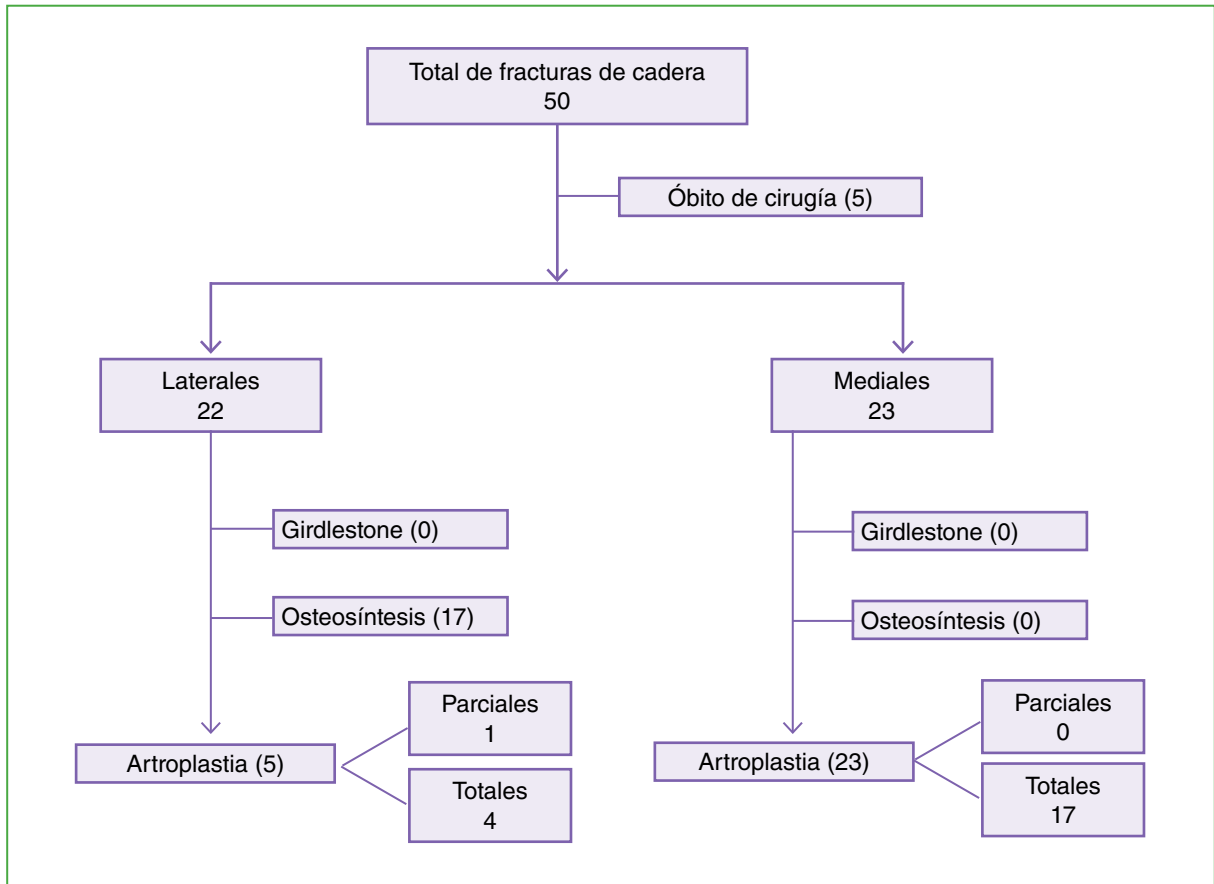 Total de fracturas de cadera
50
Óbito de cirugía (5)
Laterales
22
Mediales
23
Girdlestone (0)
Osteosíntesis (17)
Artroplastia (5)
Parciales
1
Totales
4
Girdlestone (0)
Osteosíntesis (0)
Artroplastia (23)
Parciales
0
Totales
17